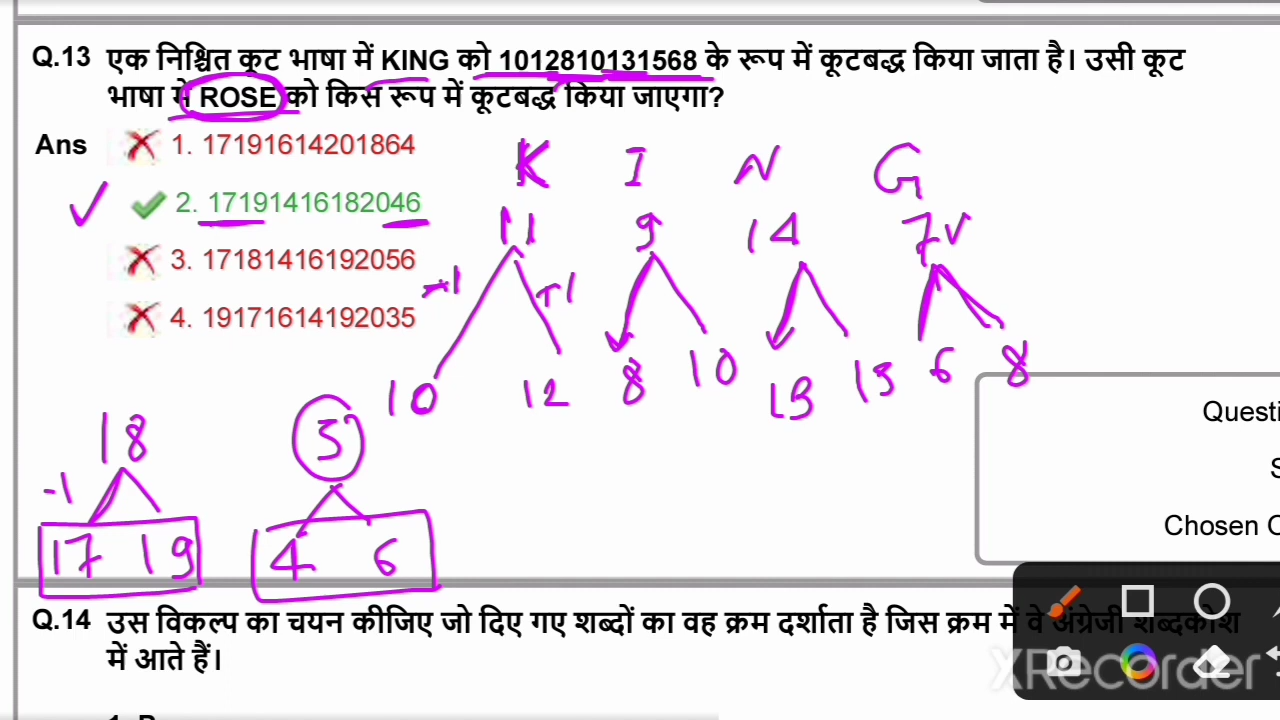 Q.13 एक निश्चित कूट भाषा में KING को 1012810131568 के रूप में कूटबद्ध किया जाता है। उसी कूट
भाषा में ROSE को किस रूप में कूटबद्ध किया जाएगा?
Ans 1. 17191614201864
2. 17191416182046
3. 17181416192056
4. 19171614192035
K I N G
11 9 14 7
-1 +1
10 12 8 10 13 15 6 8
18 5
-1
17 19 4 6
Questi
S
Chosen O
Q.14 उस विकल्प का चयन कीजिए जो दिए गए शब्दों का वह क्रम दर्शाता है जिस क्रम में वे अंग्रेजी शब्दकोश
में आते हैं।
XRecorder